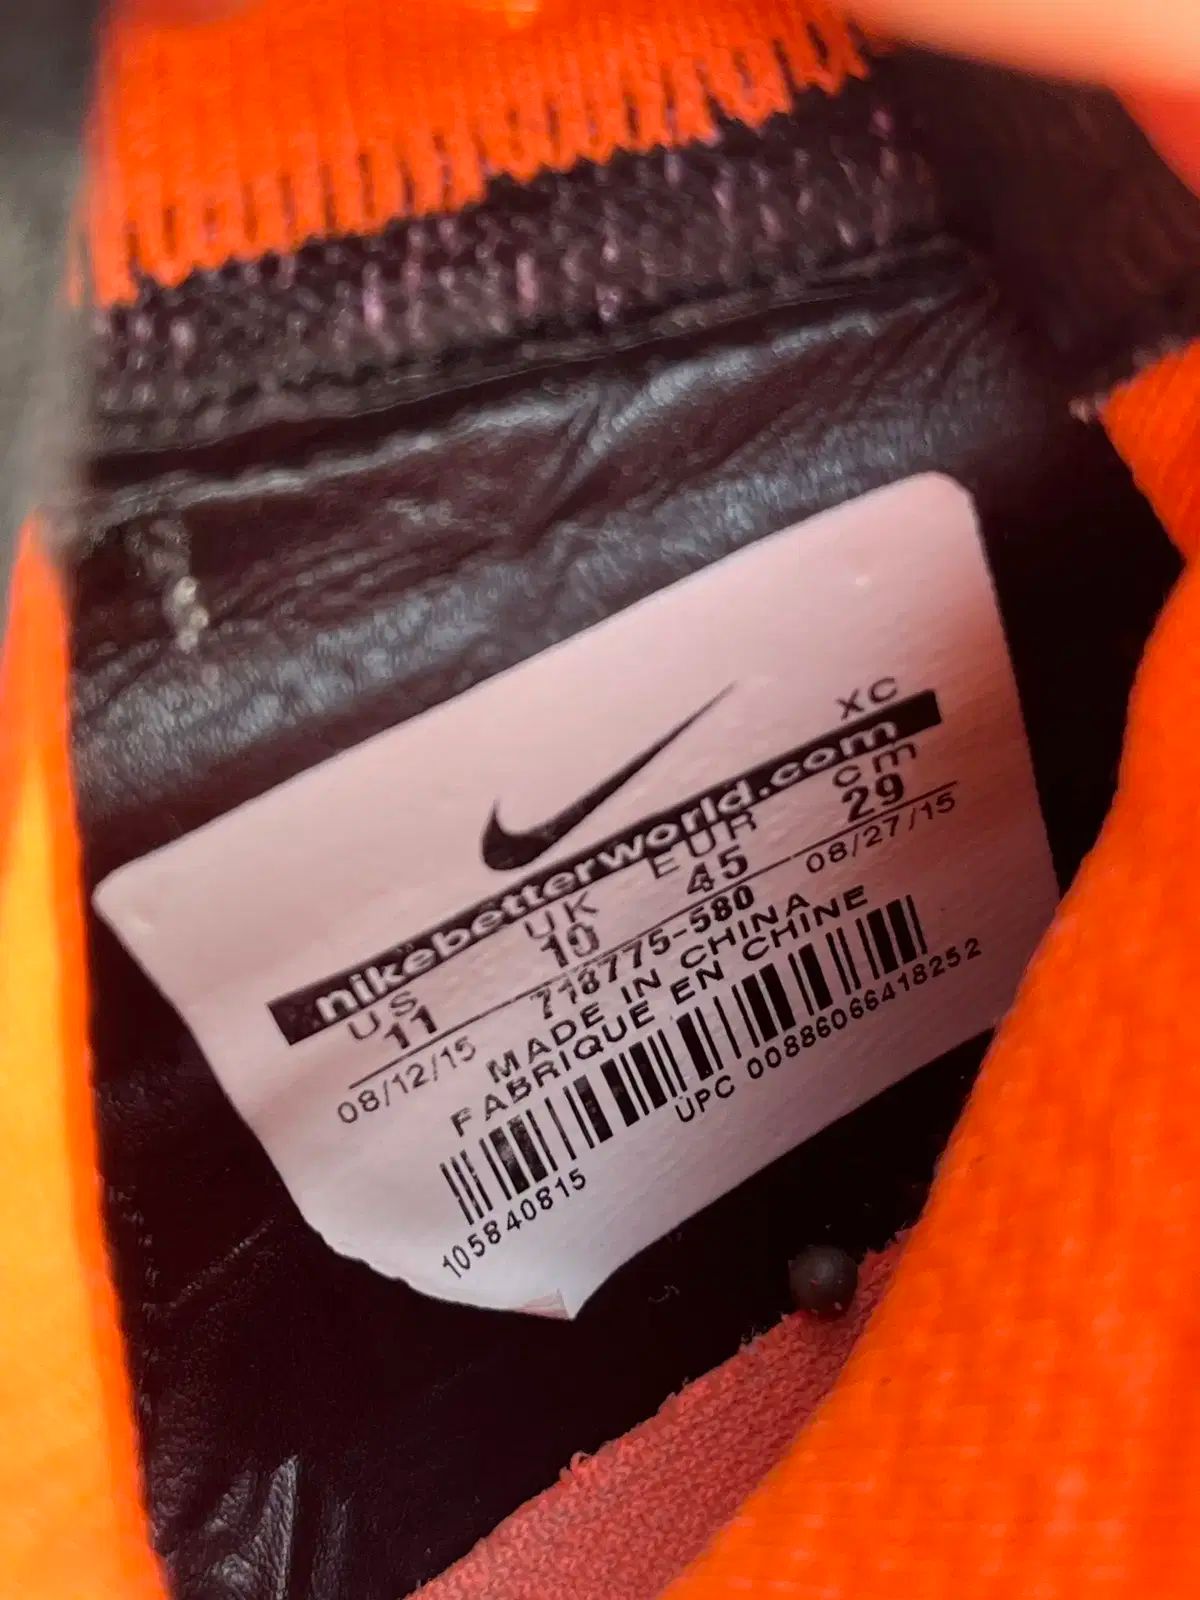 XC
nikebetterworld.com
US UK EUR cm
11 10 45 29
08/12/15 718775-580 08/27/15
MADE IN CHINA
FABRIQUE EN CHINE
105840815 UPC 00886066418252